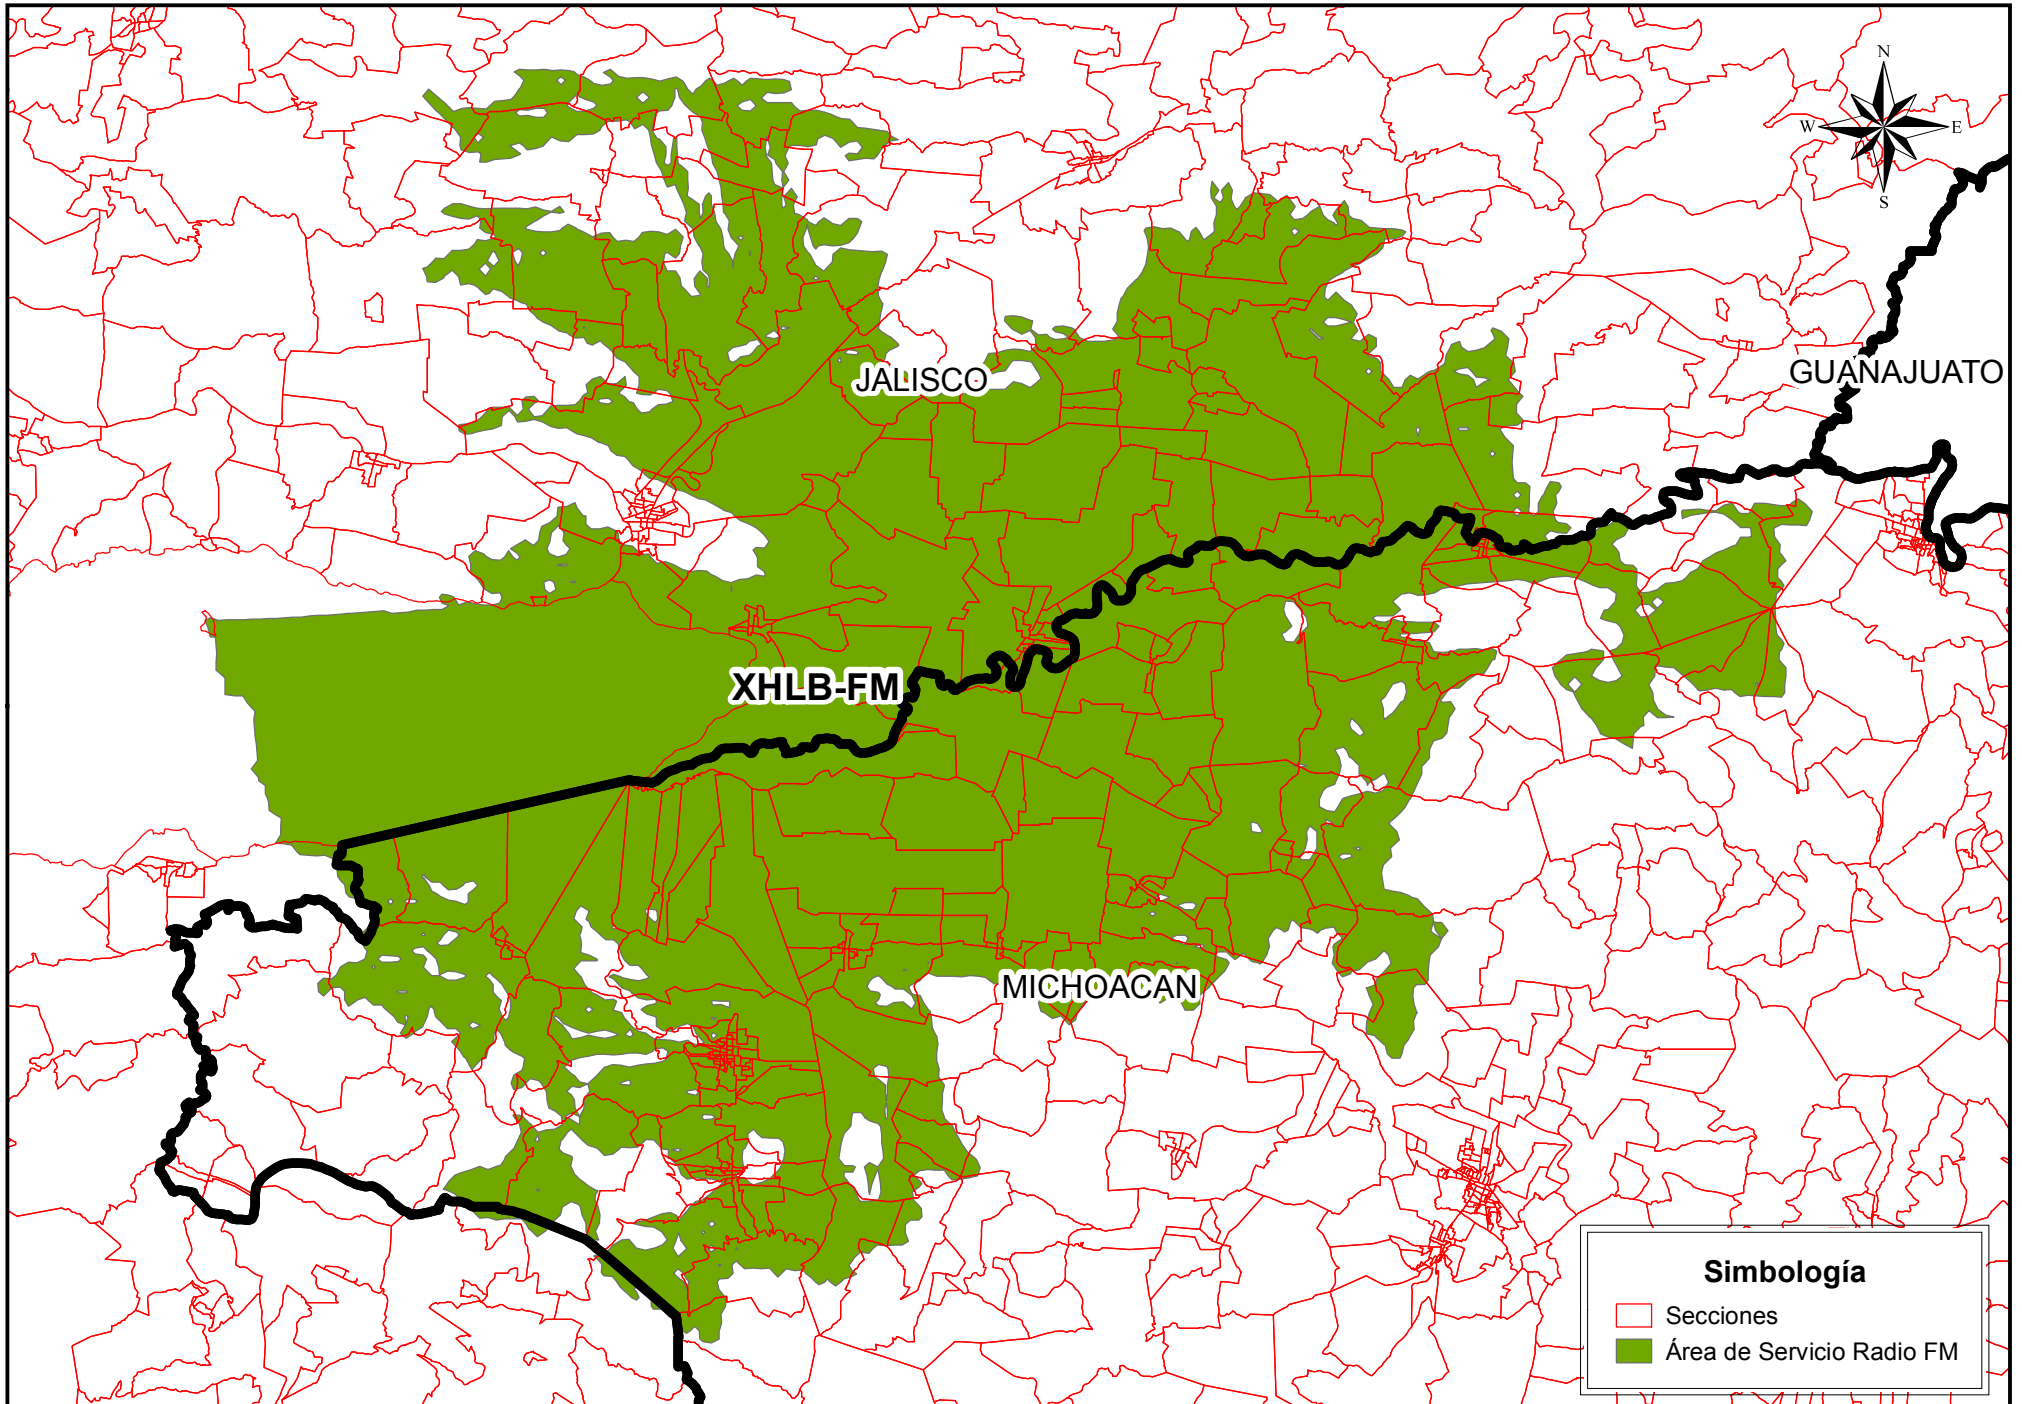 N
W
E
S
JALISCO
GUANAJUATO
XHLB-FM
MICHOACAN
Simbología
Secciones
Área de Servicio Radio FM